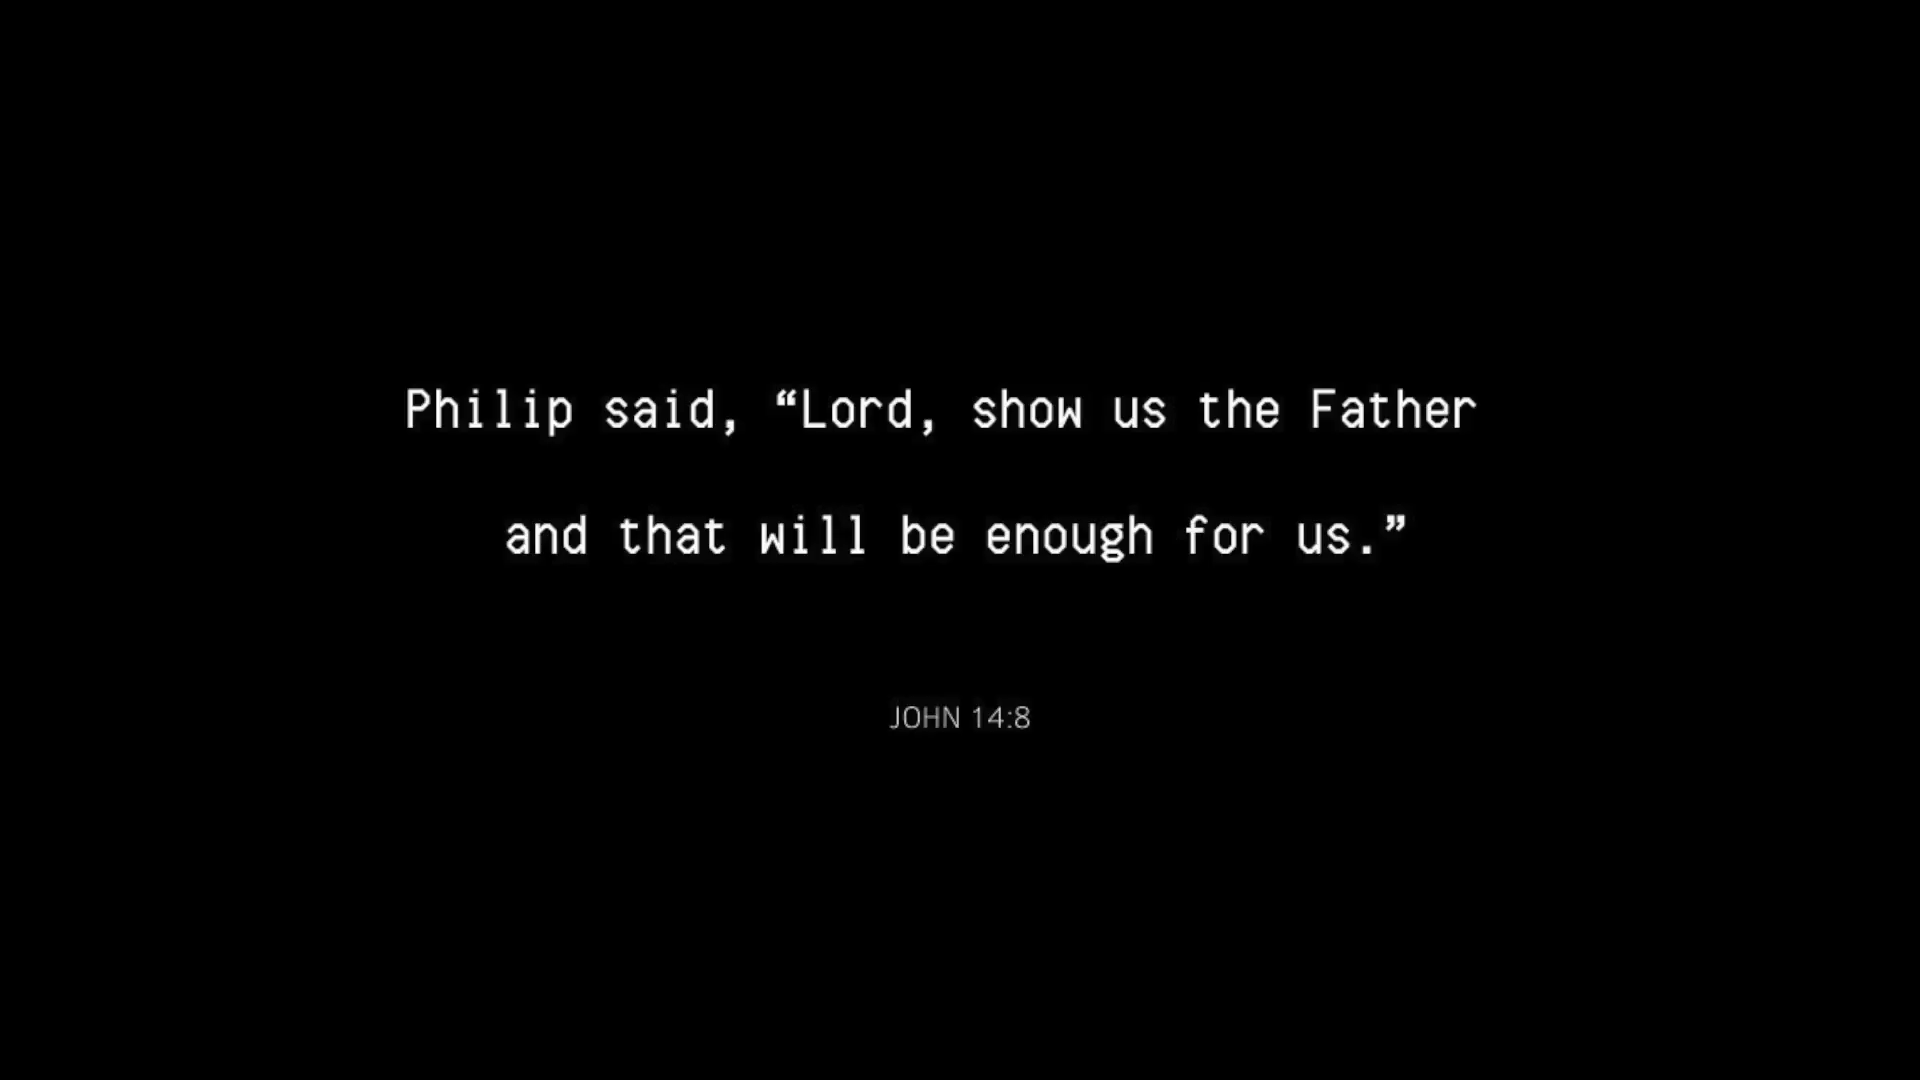 Philip said, “Lord, show us the Father
and that will be enough for us.”
JOHN 14:8